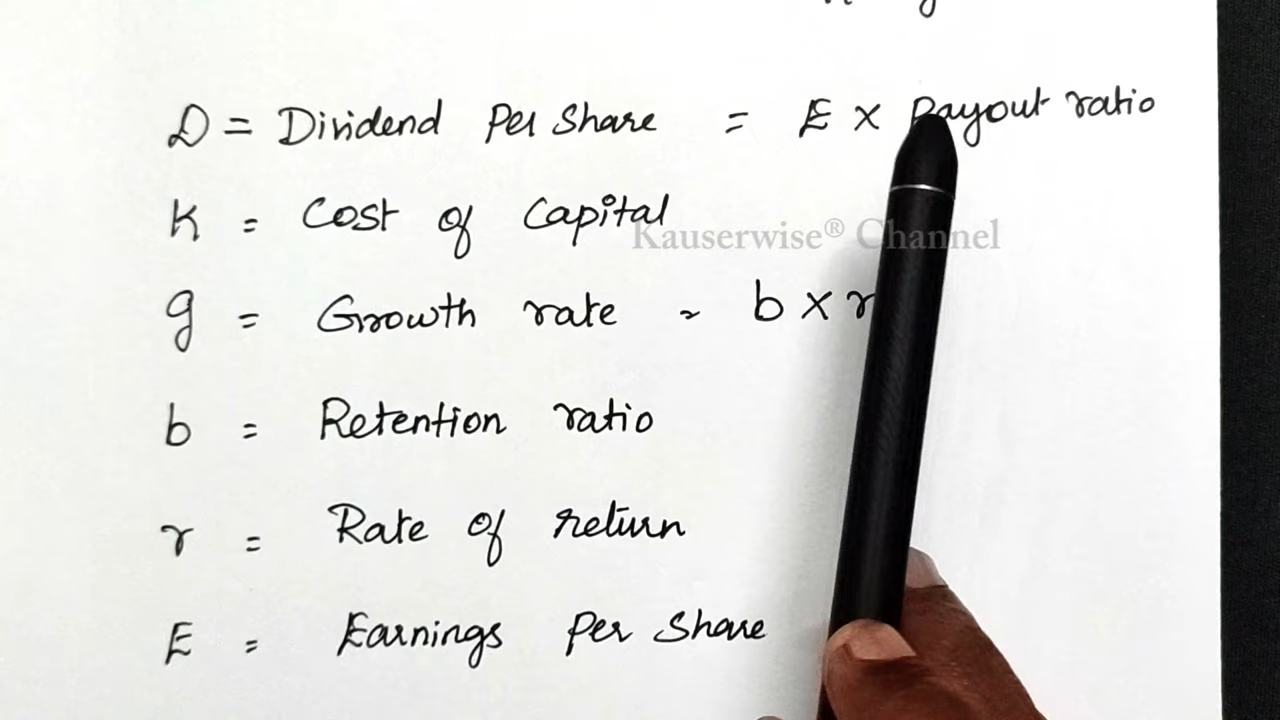 D = Dividend Per Share = E x Payout ratio
K = Cost of Capital
Kauserwise® Channel
g = Growth rate = b x r
b = Retention ratio
r = Rate of return
E = Earnings Per Share